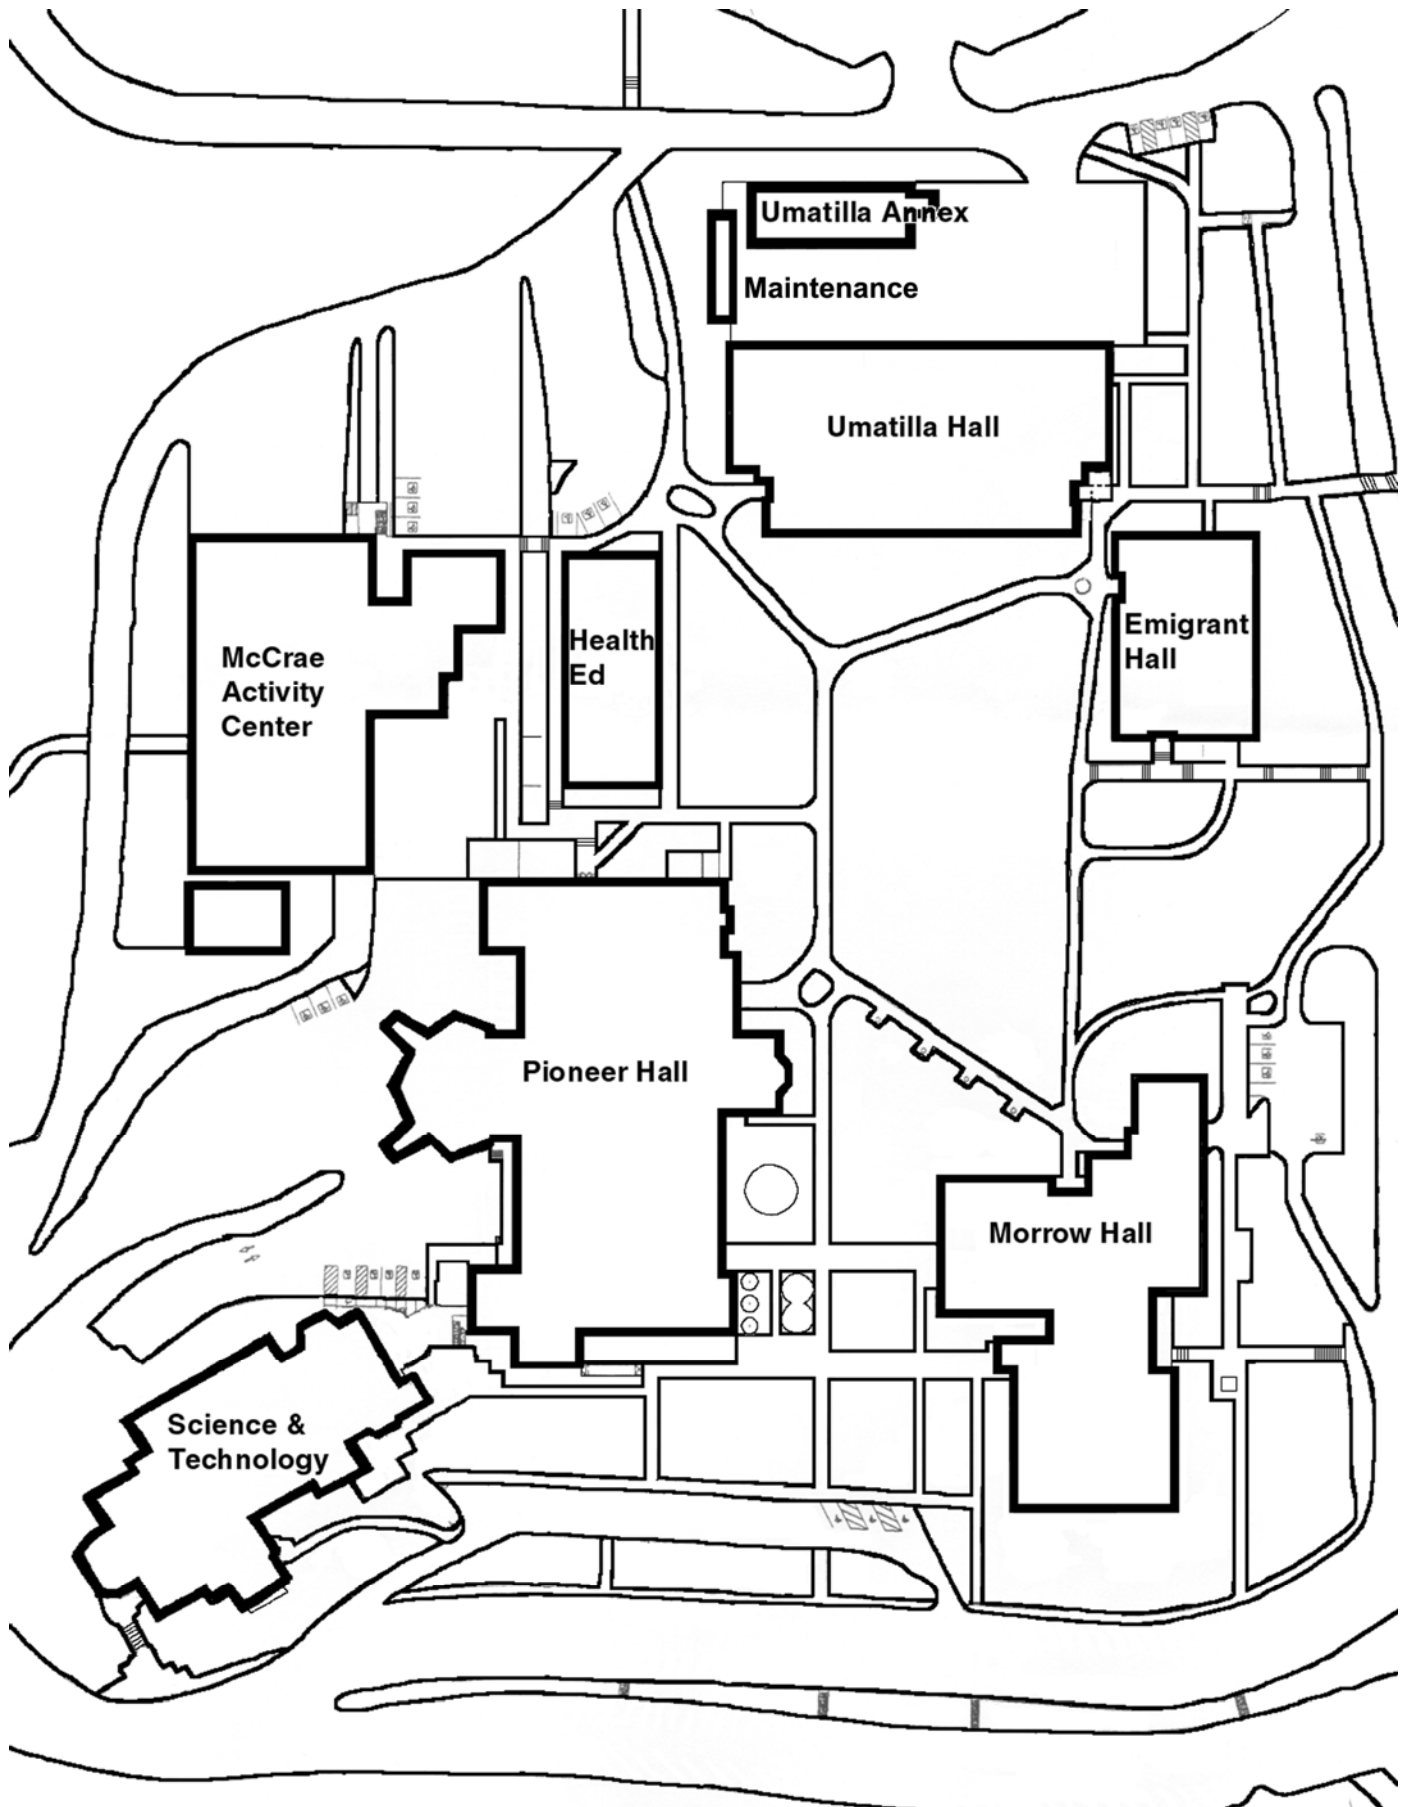 Umatilla Annex
Maintenance
Umatilla Hall
Health
Ed
Emigrant
Hall
McCrae
Activity
Center
Pioneer Hall
Morrow Hall
Science &
Technology